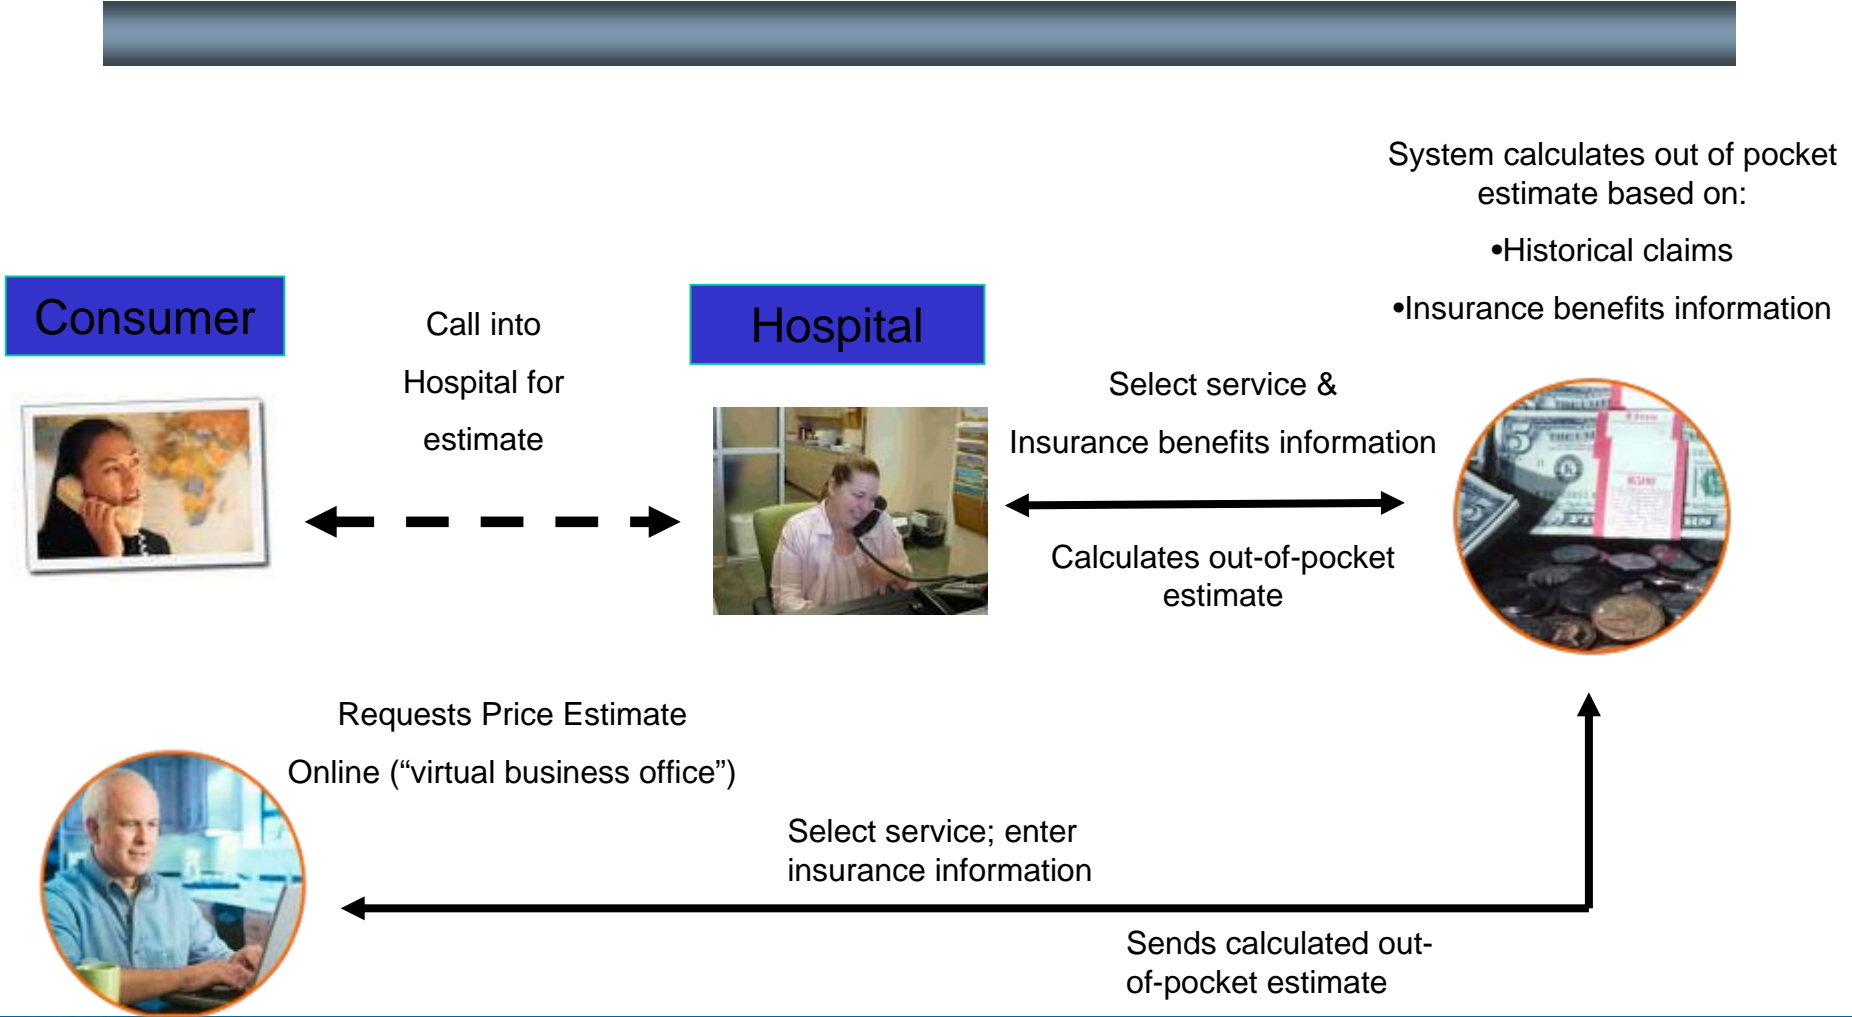 System calculates out of pocket
estimate based on:
•Historical claims
•Insurance benefits information
Consumer
Call into
Hospital for
estimate
Hospital
Select service &
Insurance benefits information
Calculates out-of-pocket
estimate
Requests Price Estimate
Online (“virtual business office”)
Select service; enter
insurance information
Sends calculated out-
of-pocket estimate